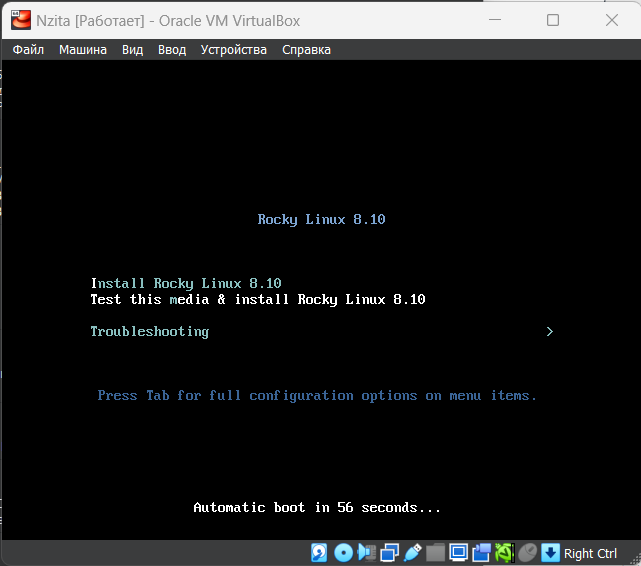 Nzita [Работает] - Oracle VM VirtualBox
Файл Машина Вид Ввод Устройства Справка
Rocky Linux 8.10
Install Rocky Linux 8.10
Test this media & install Rocky Linux 8.10
Troubleshooting >
Press Tab for full configuration options on menu items.
Automatic boot in 56 seconds...
Right Ctrl